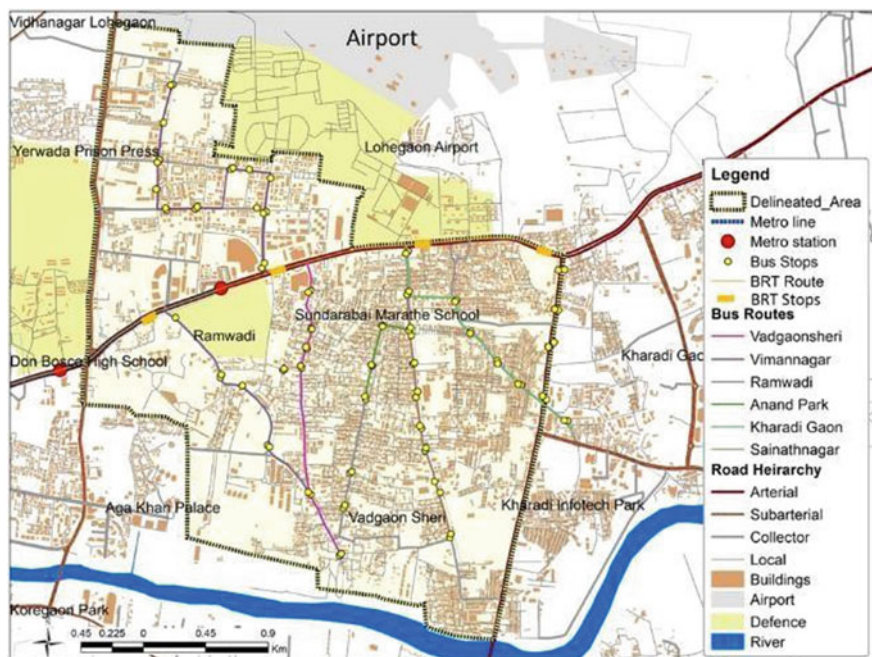 Vidhanagar Lohegaon
Airport
Yerwada Prison Press
Lohegaon Airport
Sundarabai Marathe School
Ramwadi
Don Bosco High School
Kharadi Gao
Aga Khan Palace
Vadgaon Sheri
Kharadi Infotech Park
Koregaon Park
0.45 0.225 0 0.45 0.9
Km
Legend
Delineated_Area
Metro line
Metro station
Bus Stops
BRT Route
BRT Stops
Bus Routes
Vadgaonsheri
Vimannagar
Ramwadi
Anand Park
Kharadi Gaon
Sainathnagar
Road Heirarchy
Arterial
Subarterial
Collector
Local
Buildings
Airport
Defence
River